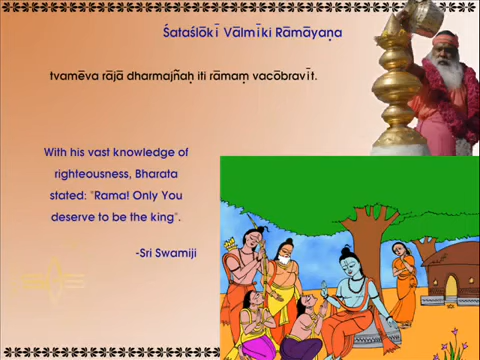 Śataślōkī Vālmīki Rāmāyaṇa
tvamēva rājā dharmajñaḥ iti rāmaṃ vacōbravīt.
With his vast knowledge of
righteousness, Bharata
stated: "Rama! Only You
deserve to be the king".
-Sri Swamiji